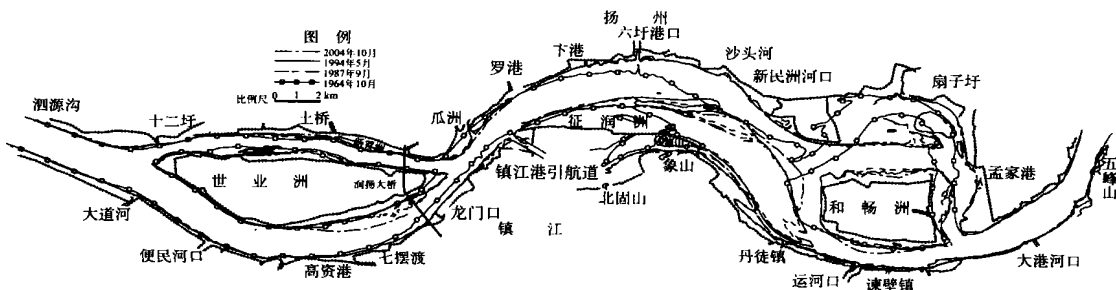 扬 州
图 例
2004年10月
1994年5月
1987年9月
1964年10月
比例尺 0 1 2 km
六圩港口
卞港
沙头河
罗港
新民洲河口
扇子圩
泗源沟
十二圩
土桥
瓜洲
征润洲
镇江港引航道
象山
孟家港
五峰山
世业洲
润扬大桥
北固山
和畅洲
大道河
龙门口
镇 江
便民河口
七摆渡
高资港
丹徒镇
运河口
谏壁镇
大港河口